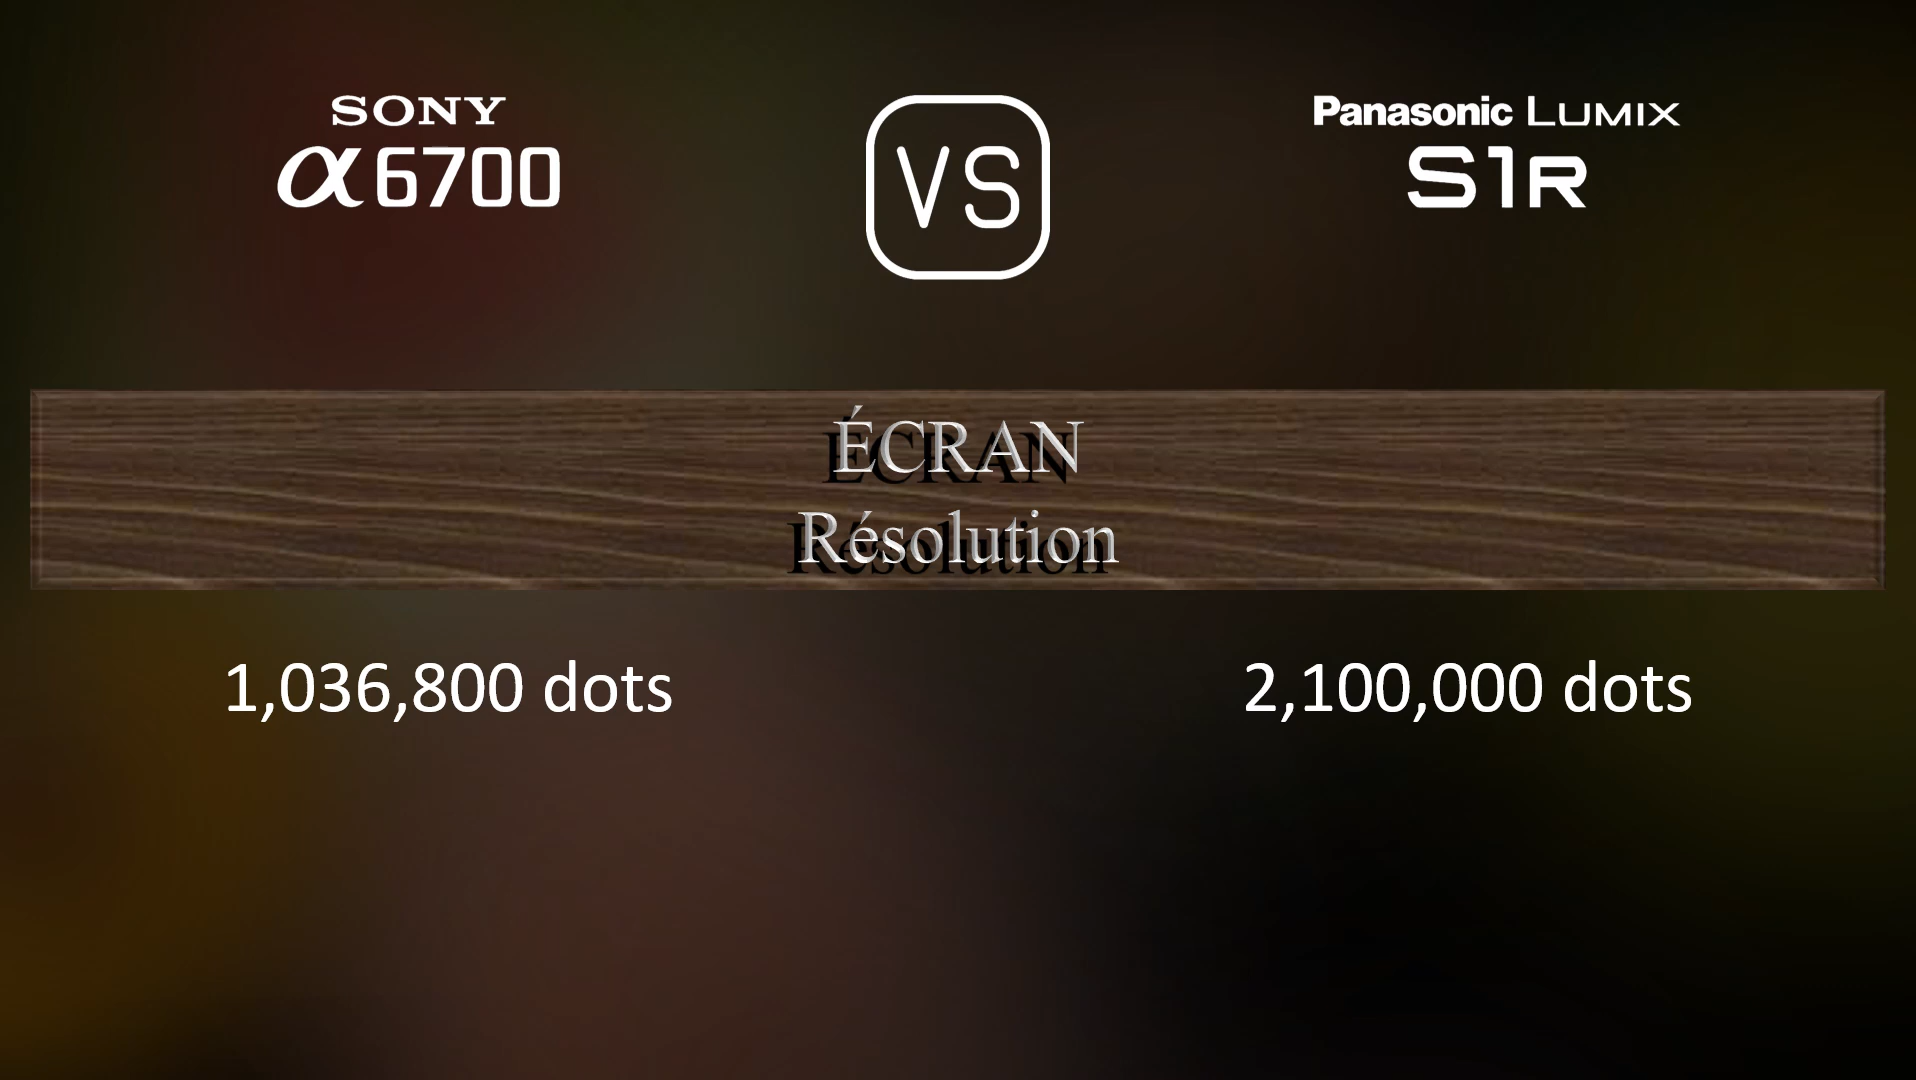 SONY
α6700
VS
Panasonic LUMIX
S1R
ÉCRAN
Résolution
1,036,800 dots
2,100,000 dots